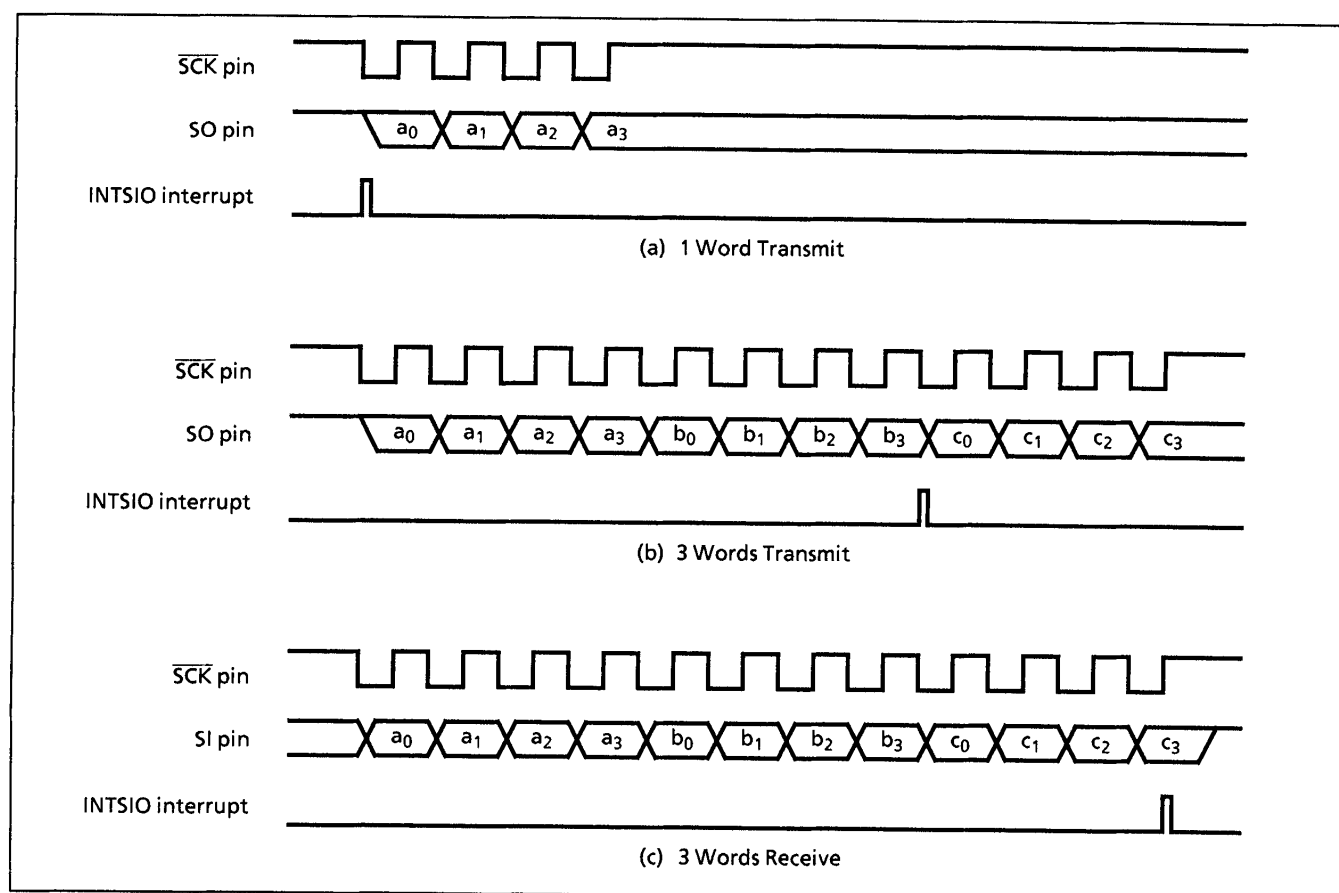 SCK pin
SO pin
a0 a1 a2 a3
INTSIO interrupt
(a) 1 Word Transmit
SCK pin
SO pin
a0 a1 a2 a3 b0 b1 b2 b3 c0 c1 c2 c3
INTSIO interrupt
(b) 3 Words Transmit
SCK pin
SI pin
a0 a1 a2 a3 b0 b1 b2 b3 c0 c1 c2 c3
INTSIO interrupt
(c) 3 Words Receive